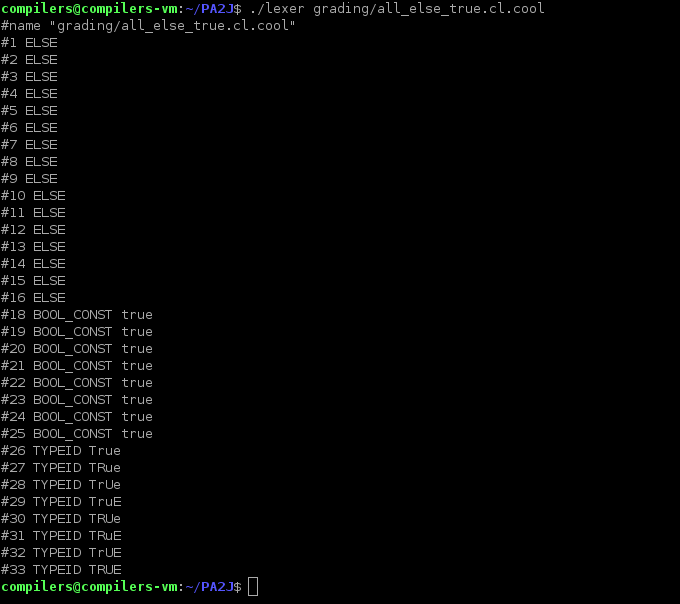 compilers@compilers-vm:~/PA2J$ ./lexer grading/all_else_true.cl.cool
#name "grading/all_else_true.cl.cool"
#1 ELSE
#2 ELSE
#3 ELSE
#4 ELSE
#5 ELSE
#6 ELSE
#7 ELSE
#8 ELSE
#9 ELSE
#10 ELSE
#11 ELSE
#12 ELSE
#13 ELSE
#14 ELSE
#15 ELSE
#16 ELSE
#18 BOOL_CONST true
#19 BOOL_CONST true
#20 BOOL_CONST true
#21 BOOL_CONST true
#22 BOOL_CONST true
#23 BOOL_CONST true
#24 BOOL_CONST true
#25 BOOL_CONST true
#26 TYPEID True
#27 TYPEID TRue
#28 TYPEID TrUe
#29 TYPEID TruE
#30 TYPEID TRUe
#31 TYPEID TRuE
#32 TYPEID TrUE
#33 TYPEID TRUE
compilers@compilers-vm:~/PA2J$